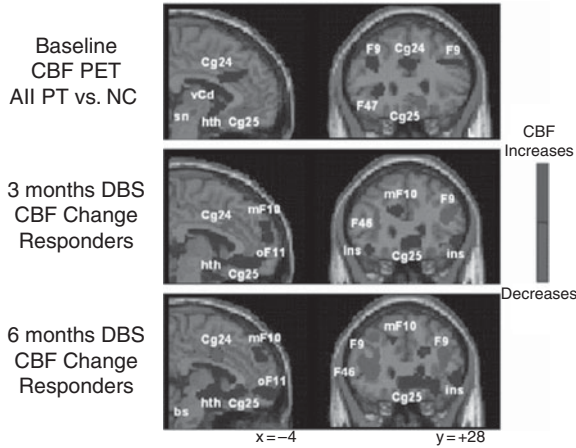 Baseline
CBF PET
All PT vs. NC
Cg24
vCd
sn
hth
Cg25
F9
Cg24
F9
F47
Cg25
CBF
Increases
Decreases
3 months DBS
CBF Change
Responders
Cg24
mF10
oF11
hth
Cg25
mF10
F9
F46
ins
Cg25
ins
6 months DBS
CBF Change
Responders
Cg24
mF10
oF11
hth
Cg25
bs
mF10
F9
F9
F46
ins
Cg25
x = −4
y = +28